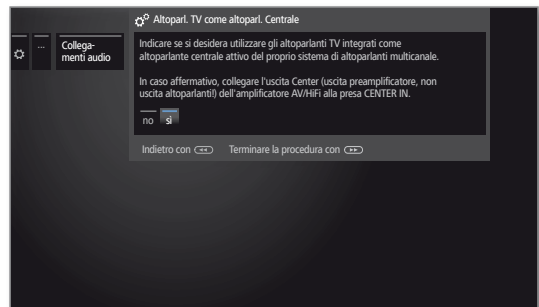 Altoparl. TV come altoparl. Centrale
...
Collega-
menti audio
Indicare se si desidera utilizzare gli altoparlanti TV integrati come
altoparlante centrale attivo del proprio sistema di altoparlanti multicanale.
In caso affermativo, collegare l'uscita Center (uscita preamplificatore, non
uscita altoparlanti!) dell'amplificatore AV/HiFi alla presa CENTER IN.
no sì
Indietro con Terminare la procedura con